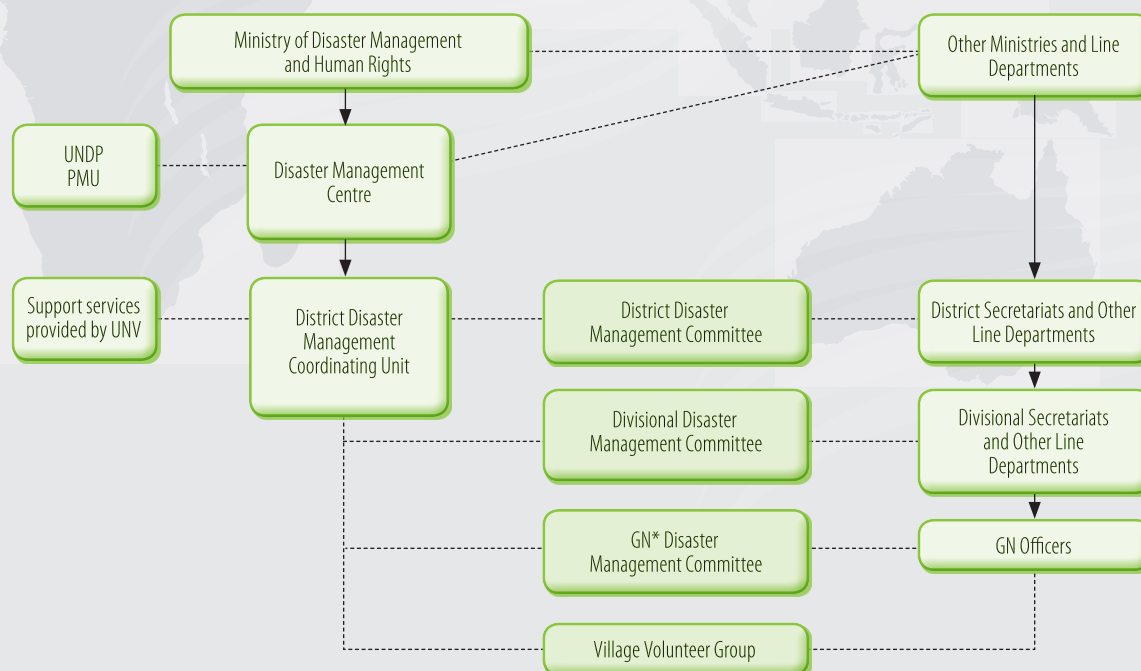 Ministry of Disaster Management
and Human Rights
Other Ministries and Line
Departments
UNDP
PMU
Disaster Management
Centre
Support services
provided by UNV
District Disaster
Management
Coordinating Unit
District Disaster
Management Committee
District Secretariats and Other
Line Departments
Divisional Disaster
Management Committee
Divisional Secretariats
and Other Line
Departments
GN* Disaster
Management Committee
GN Officers
Village Volunteer Group